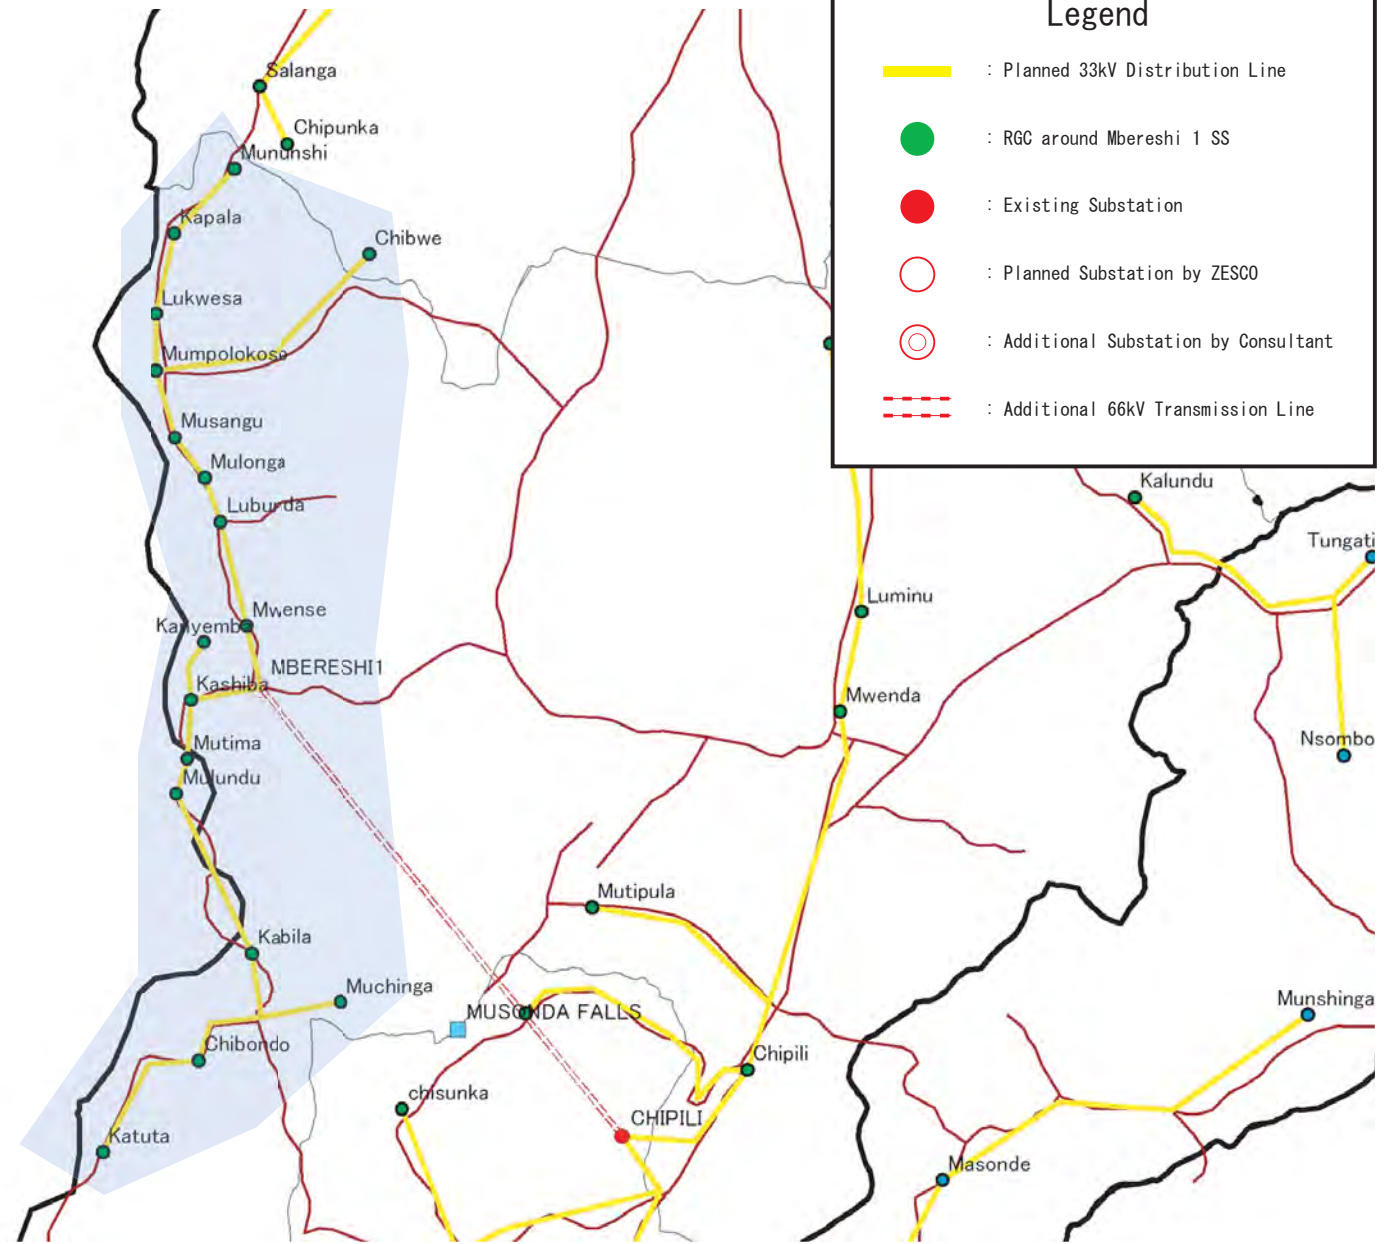 Legend
: Planned 33kV Distribution Line
: RGC around Mbereshi 1 SS
: Existing Substation
: Planned Substation by ZESCO
: Additional Substation by Consultant
: Additional 66kV Transmission Line
Salanga
Chipunka
Mununshi
Kapala
Chibwe
Lukwesa
Mumpolokoso
Musangu
Mulonga
Lubunda
Kalundu
Tungati
Mwense
Kanyemba
Luminu
MBERESHI1
Kashiba
Mwenda
Mutima
Nsombo
Mulundu
Mutipula
Kabila
Muchinga
MUSONDA FALLS
Munshinga
Chibondo
Chipili
chisunka
CHIPILI
Katuta
Masonde